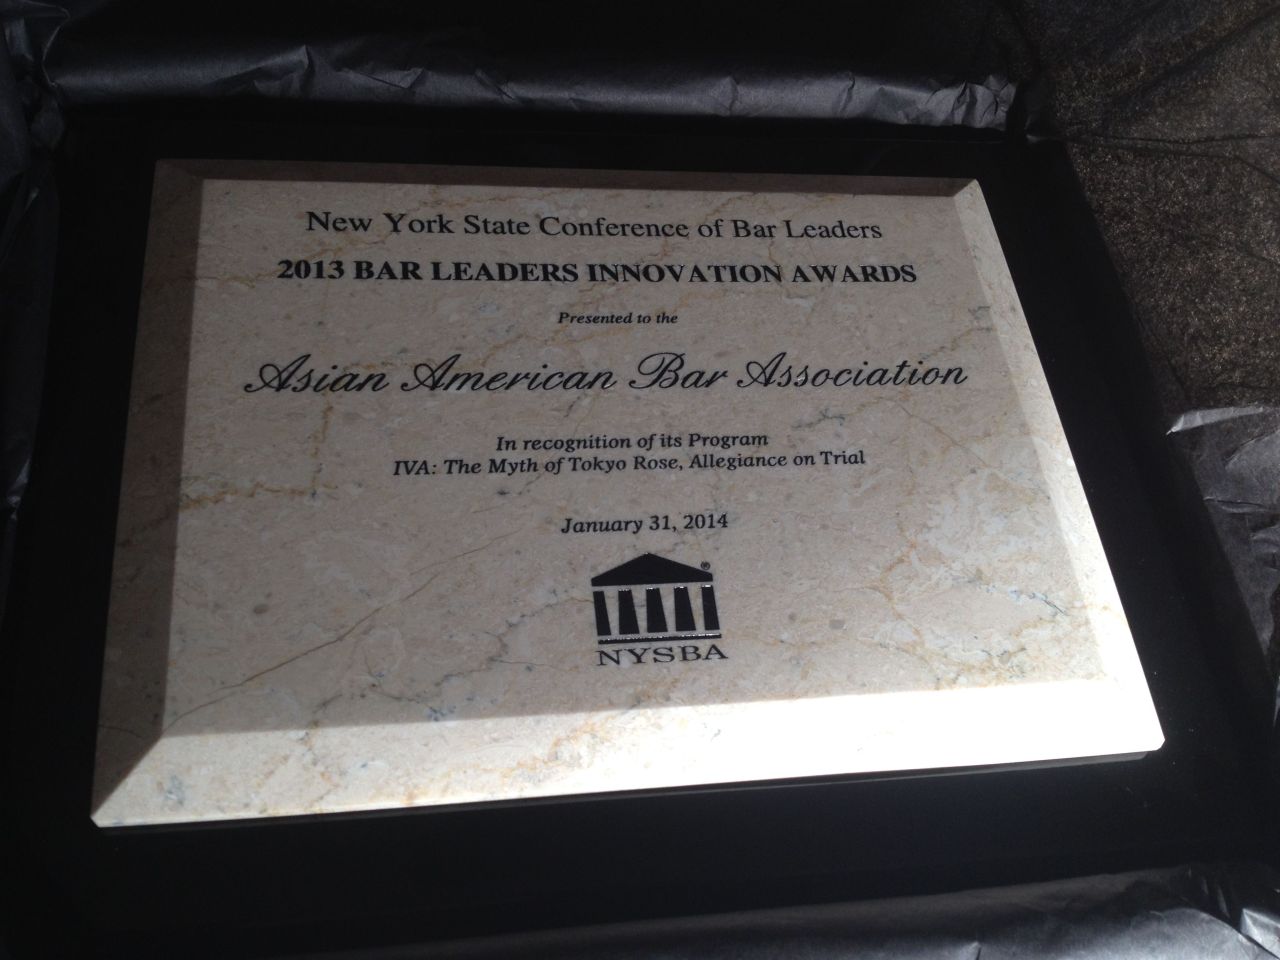 New York State Conference of Bar Leaders
2013 BAR LEADERS INNOVATION AWARDS
Presented to the
Asian American Bar Association
In recognition of its Program
IVA: The Myth of Tokyo Rose, Allegiance on Trial
January 31, 2014
®
NYSBA